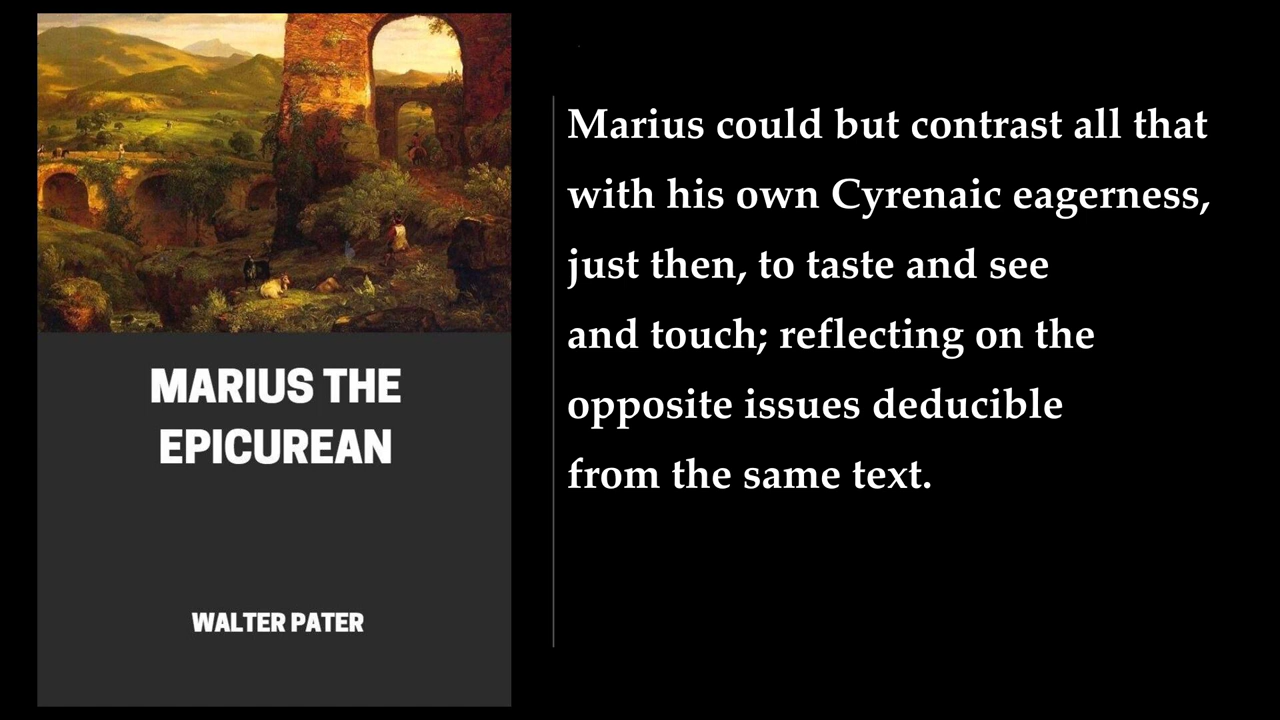 MARIUS THE
EPICUREAN
WALTER PATER
Marius could but contrast all that
with his own Cyrenaic eagerness,
just then, to taste and see
and touch; reflecting on the
opposite issues deducible
from the same text.